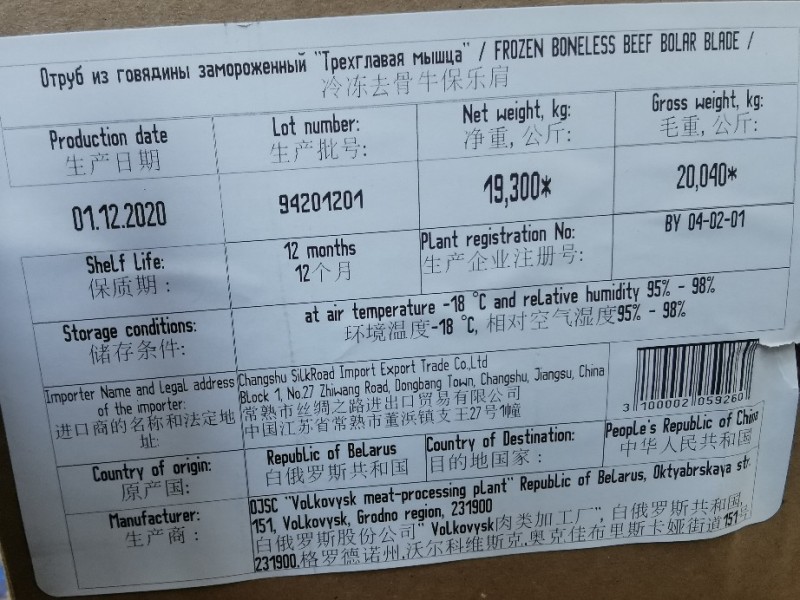 Отруб из говядины замороженный "Трехглавая мышца" / FROZEN BONELESS BEEF BOLAR BLADE /
冷冻去骨牛保乐肩
Production date
生产日期
Lot number:
生产批号:
Net weight, kg:
净重, 公斤:
Gross weight, kg:
毛重, 公斤:
01.12.2020
94201201
19,300*
20,040*
Shelf Life:
保质期：
12 months
12个月
Plant registration No:
生产企业注册号:
BY 04-02-01
Storage conditions:
储存条件:
at air temperature -18 °C and relative humidity 95% - 98%
环境温度-18 °C, 相对空气湿度95% - 98%
Importer Name and Legal address
of the importer:
进口商的名称和法定地
址:
Changshu SiLkRoad Import Export Trade Co.,Ltd
BLock 1, No.27 Zhiwang Road, Dongbang Town, Changshu, Jiangsu, China
常熟市丝绸之路进出口贸易有限公司
中国江苏省常熟市董浜镇支王27号1幢
3 100002 059260
Country of origin:
原产国:
Republic of Belarus
白俄罗斯共和国
Country of Destination:
目的地国家：
People's Republic of China
中华人民共和国
Manufacturer:
生产商：
OJSC "Volkovysk meat-processing plant" Republic of Belarus, Oktyabrskaya str.
151, Volkovysk, Grodno region, 231900
白俄罗斯股份公司" Volkovysk肉类加工厂", 白俄罗斯共和国,
231900,格罗德诺州,沃尔科维斯克,奥克佳布里斯卡娅街道151号